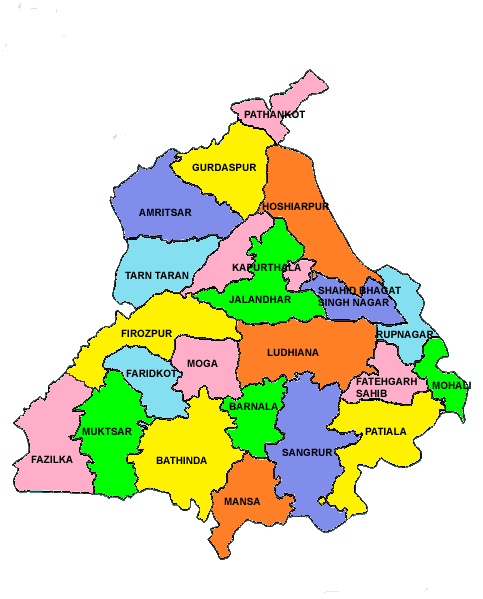 PATHANKOT
GURDASPUR
HOSHIARPUR
AMRITSAR
KAPURTHALA
TARN TARAN
SHAHID BHAGAT
SINGH NAGAR
JALANDHAR
FIROZPUR
RUPNAGAR
LUDHIANA
MOGA
FARIDKOT
FATEHGARH
SAHIB
MOHALI
BARNALA
MUKTSAR
PATIALA
SANGRUR
FAZILKA
BATHINDA
MANSA